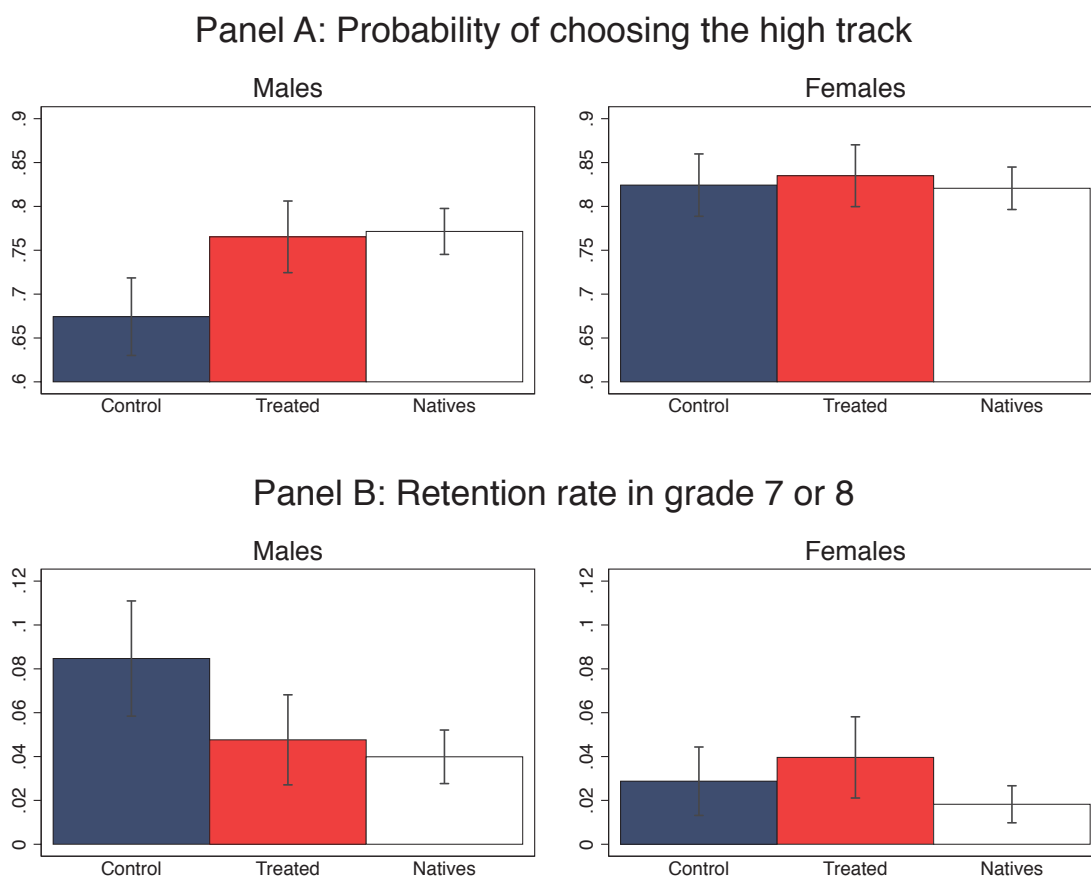 Panel A: Probability of choosing the high track
Males
Females
.9
.85
.8
.75
.7
.65
.6
Control Treated Natives
.9
.85
.8
.75
.7
.65
.6
Control Treated Natives
Panel B: Retention rate in grade 7 or 8
Males
Females
.12
.1
.08
.06
.04
.02
0
Control Treated Natives
.12
.1
.08
.06
.04
.02
0
Control Treated Natives